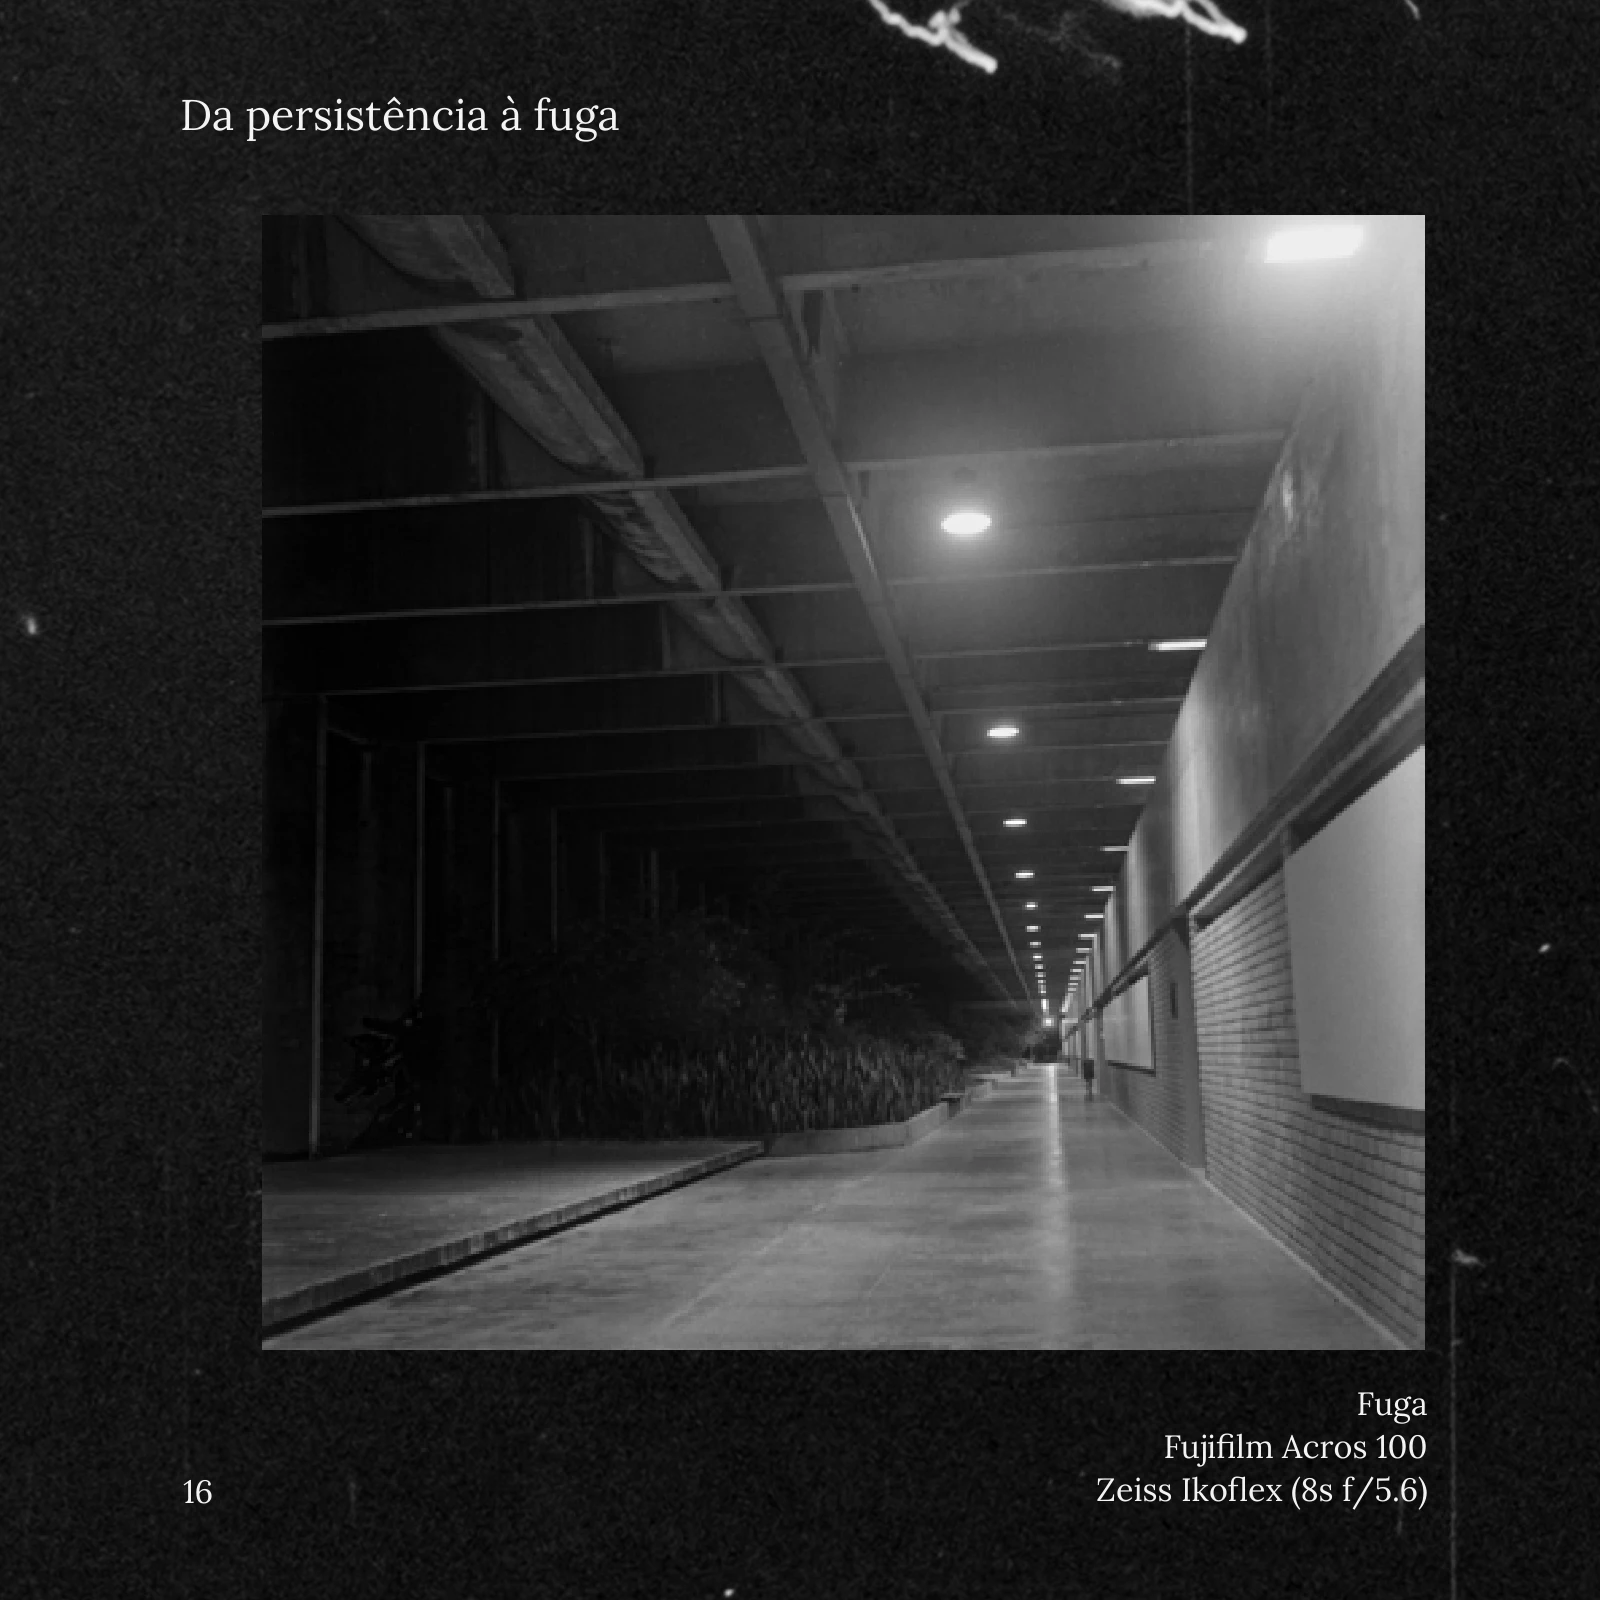 Da persistência à fuga
Fuga
Fujifilm Acros 100
Zeiss Ikoflex (8s f/5.6)
16